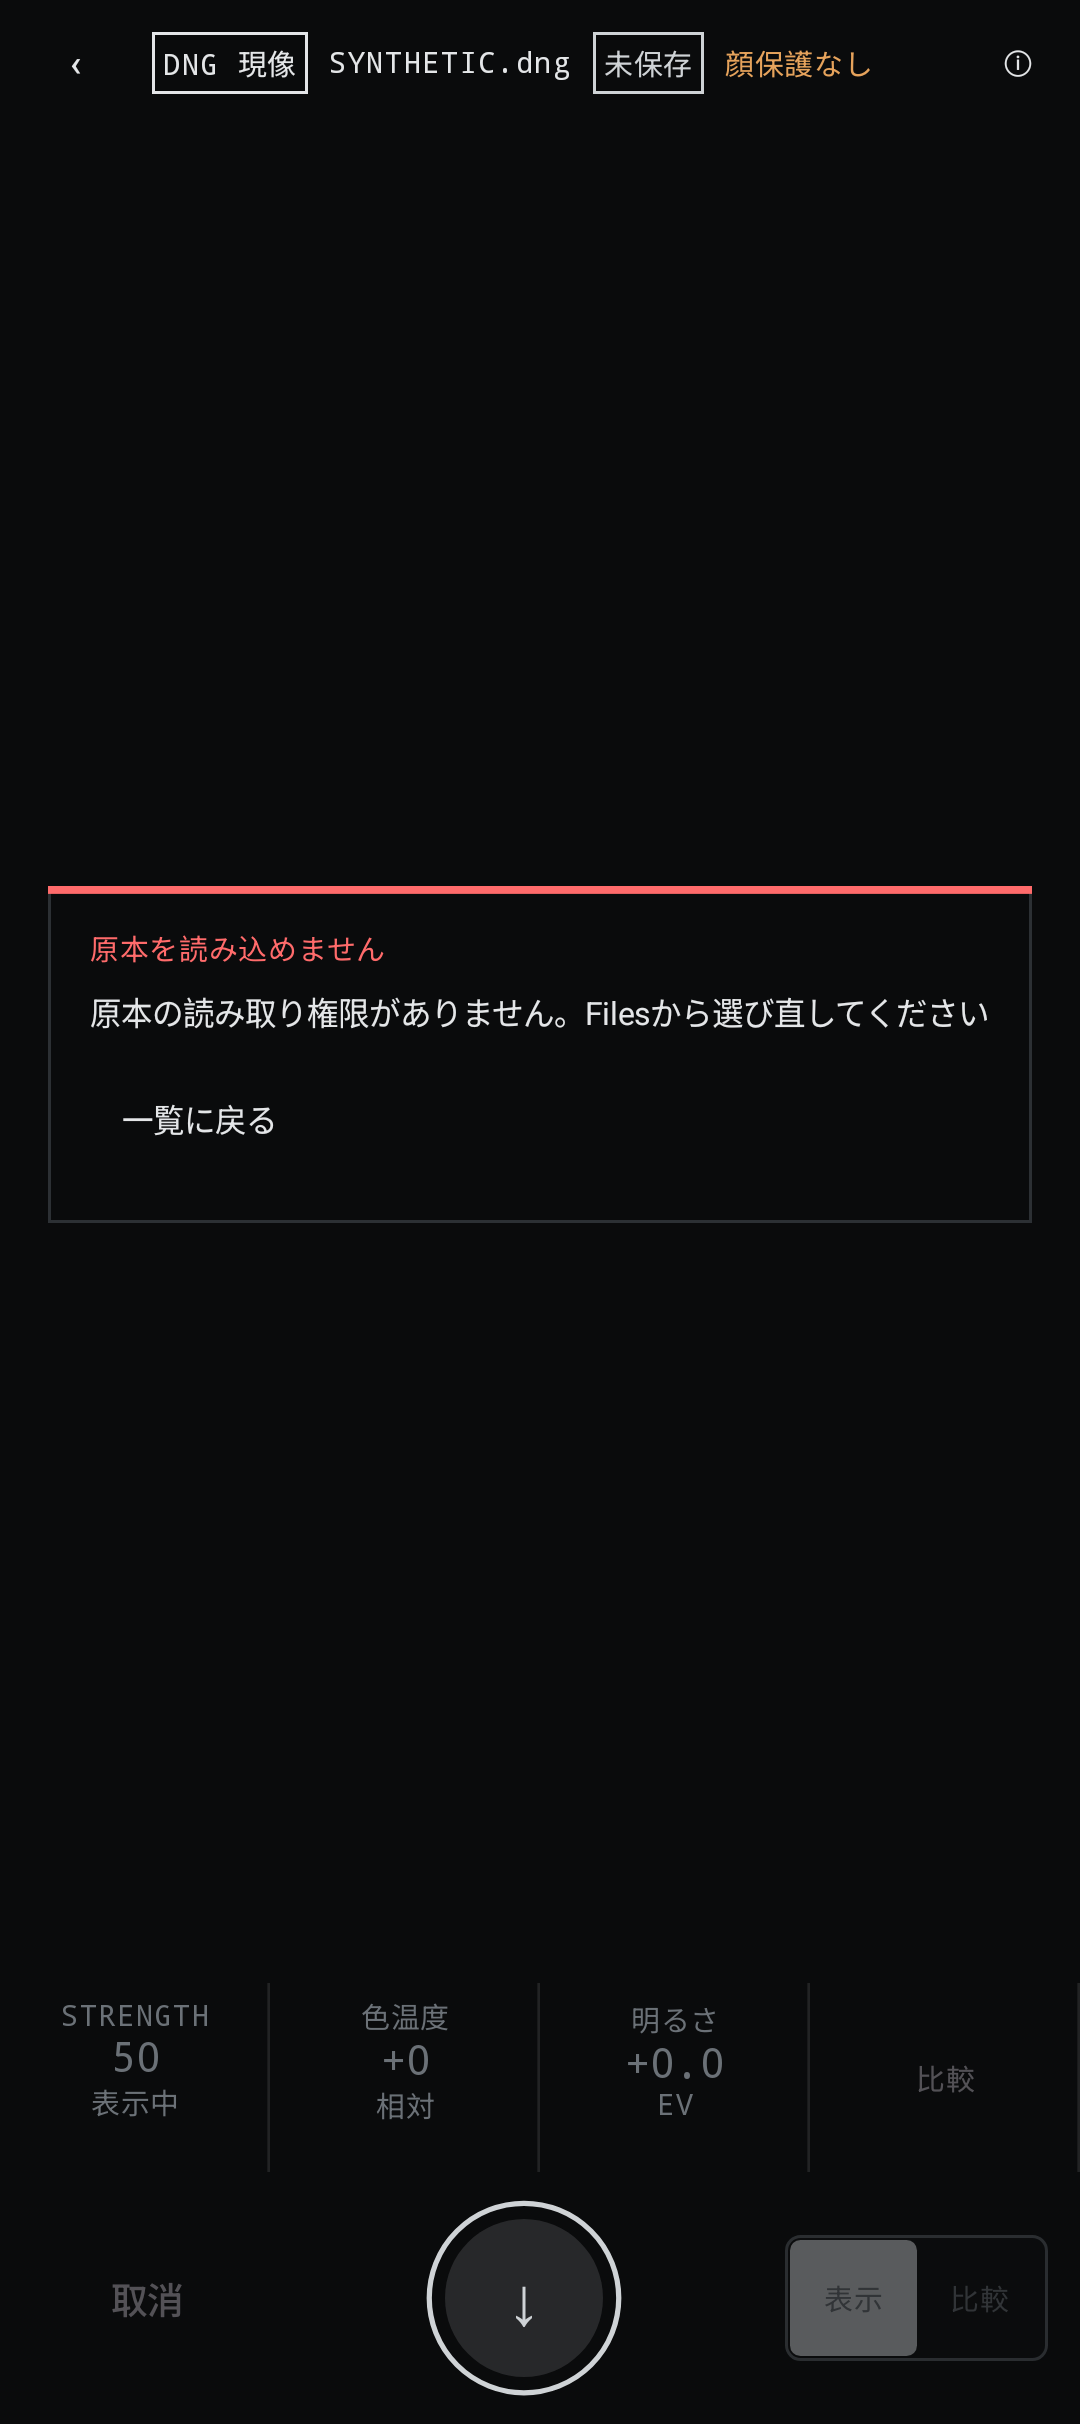 ‹ DNG 現像 SYNTHETIC.dng 未保存 顔保護なし ⓘ
原本を読み込めません
原本の読み取り権限がありません。Filesから選び直してください
一覧に戻る
STRENGTH 色温度 明るさ 比較
50 +0 +0.0
表示中 相対 EV
取消 ↓ 表示 比較